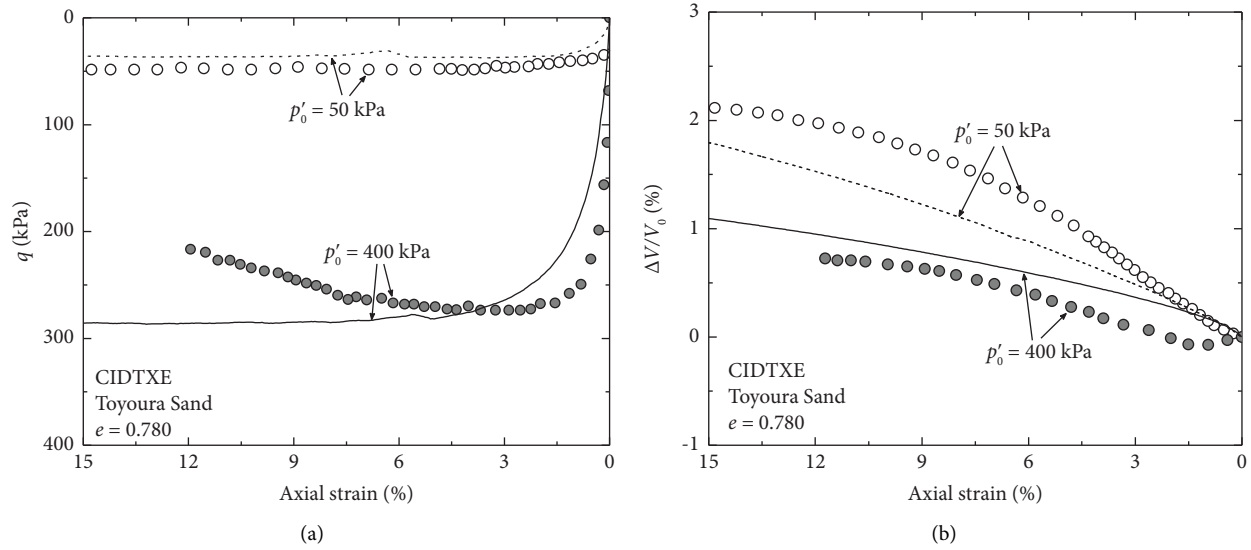 0
100
200
300
400
q (kPa)
p′0 = 50 kPa
p′0 = 400 kPa
CIDTXE
Toyoura Sand
e = 0.780
15 12 9 6 3 0
Axial strain (%)
(a)
3
2
1
0
-1
ΔV/V0 (%)
p′0 = 50 kPa
p′0 = 400 kPa
CIDTXE
Toyoura Sand
e = 0.780
15 12 9 6 3 0
Axial strain (%)
(b)